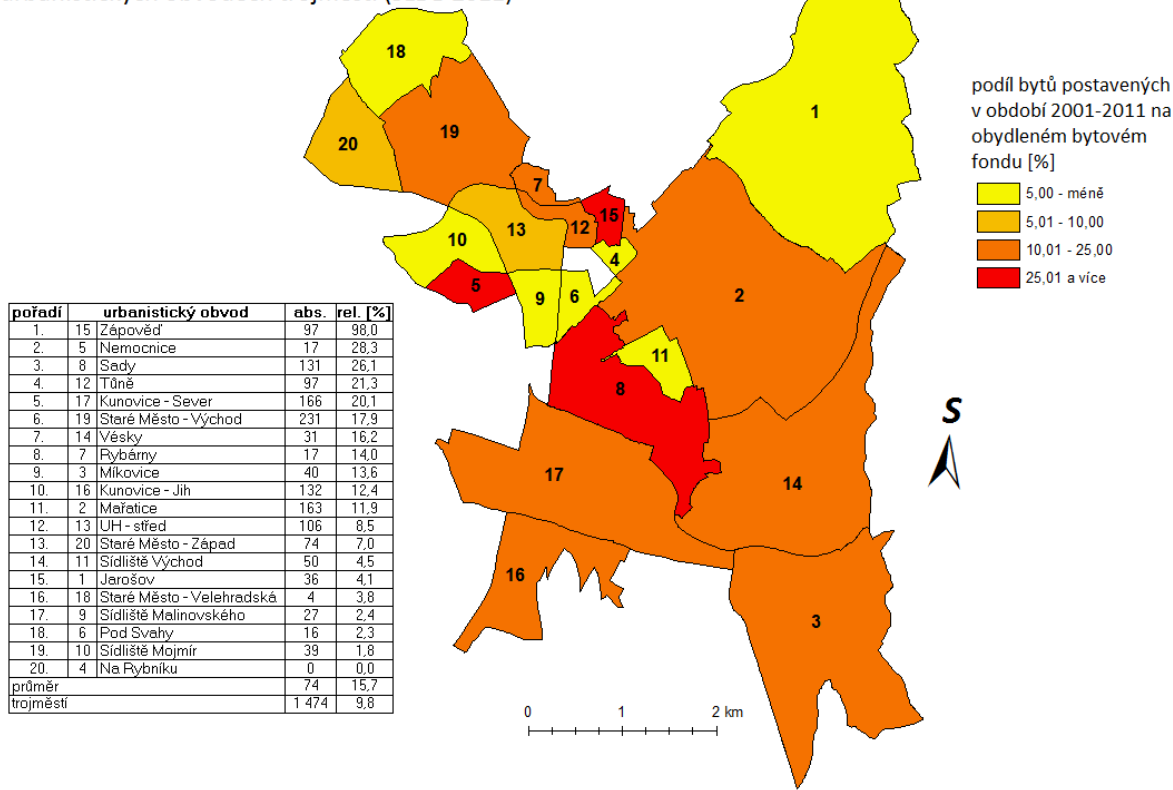 urbanistických obvodech trojměstí
18
1
19
20
7
15
12
13
10
4
5
9
6
2
11
8
17
14
16
3
podíl bytů postavených
v období 2001-2011 na
obydleném bytovém
fondu [%]
5,00 - méně
5,01 - 10,00
10,01 - 25,00
25,01 a více
S
0 1 2 km
pořadí urbanistický obvod abs. rel. [%]
1. 15 Zápověď 97 98,0
2. 5 Nemocnice 17 28,3
3. 8 Sady 131 26,1
4. 12 Tůně 97 21,3
5. 17 Kunovice - Sever 166 20,1
6. 19 Staré Město - Východ 231 17,9
7. 14 Vésky 31 16,2
8. 7 Rybárny 17 14,0
9. 3 Míkovice 40 13,6
10. 16 Kunovice - Jih 132 12,4
11. 2 Mařatice 163 11,9
12. 13 UH - střed 106 8,5
13. 20 Staré Město - Západ 74 7,0
14. 11 Sídliště Východ 50 4,5
15. 1 Jarošov 36 4,1
16. 18 Staré Město - Velehradská 4 3,8
17. 9 Sídliště Malinovského 27 2,4
18. 6 Pod Svahy 16 2,3
19. 10 Sídliště Mojmír 39 1,8
20. 4 Na Rybníku 0 0,0
průměr 74 15,7
trojměstí 1 474 9,8